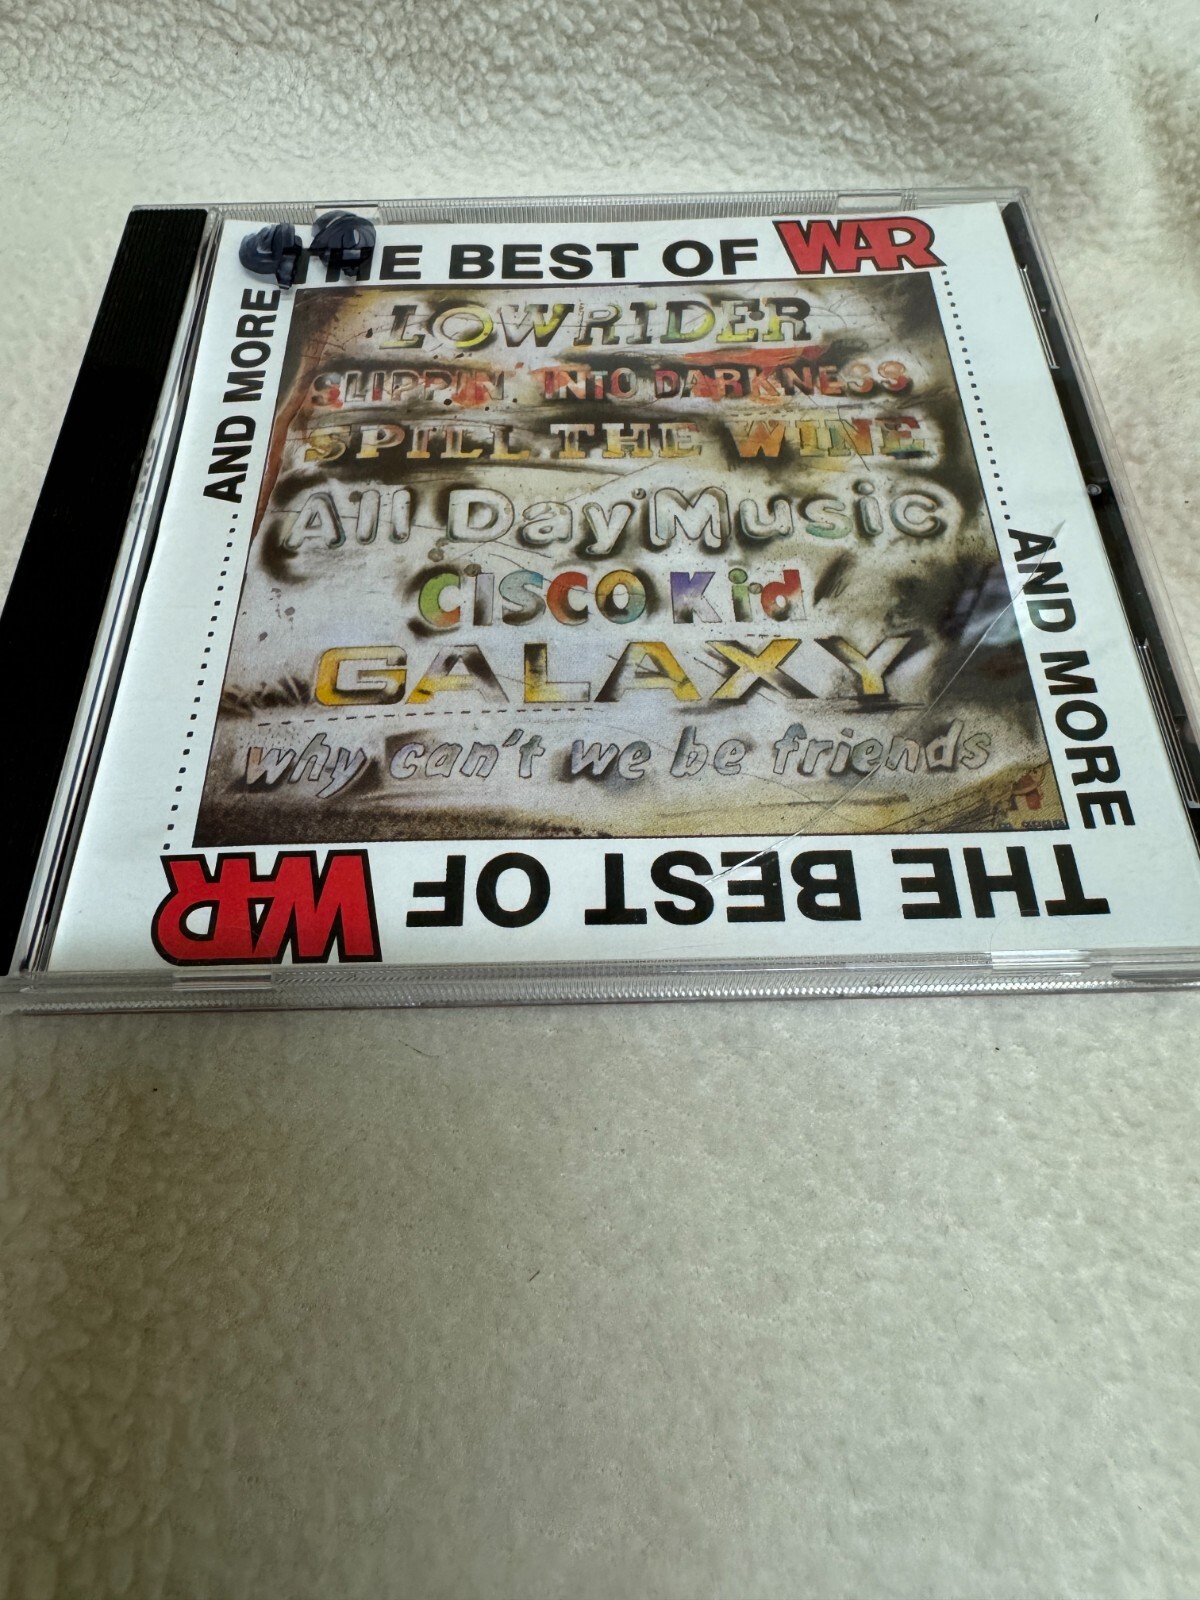 THE BEST OF WAR
AND MORE
LOWRIDER
SLIPPIN' INTO DARKNESS
SPILL THE WINE
All Day Music
CISCO Kid
GALAXY
why can't we be friends
AND MORE
THE BEST OF WAR